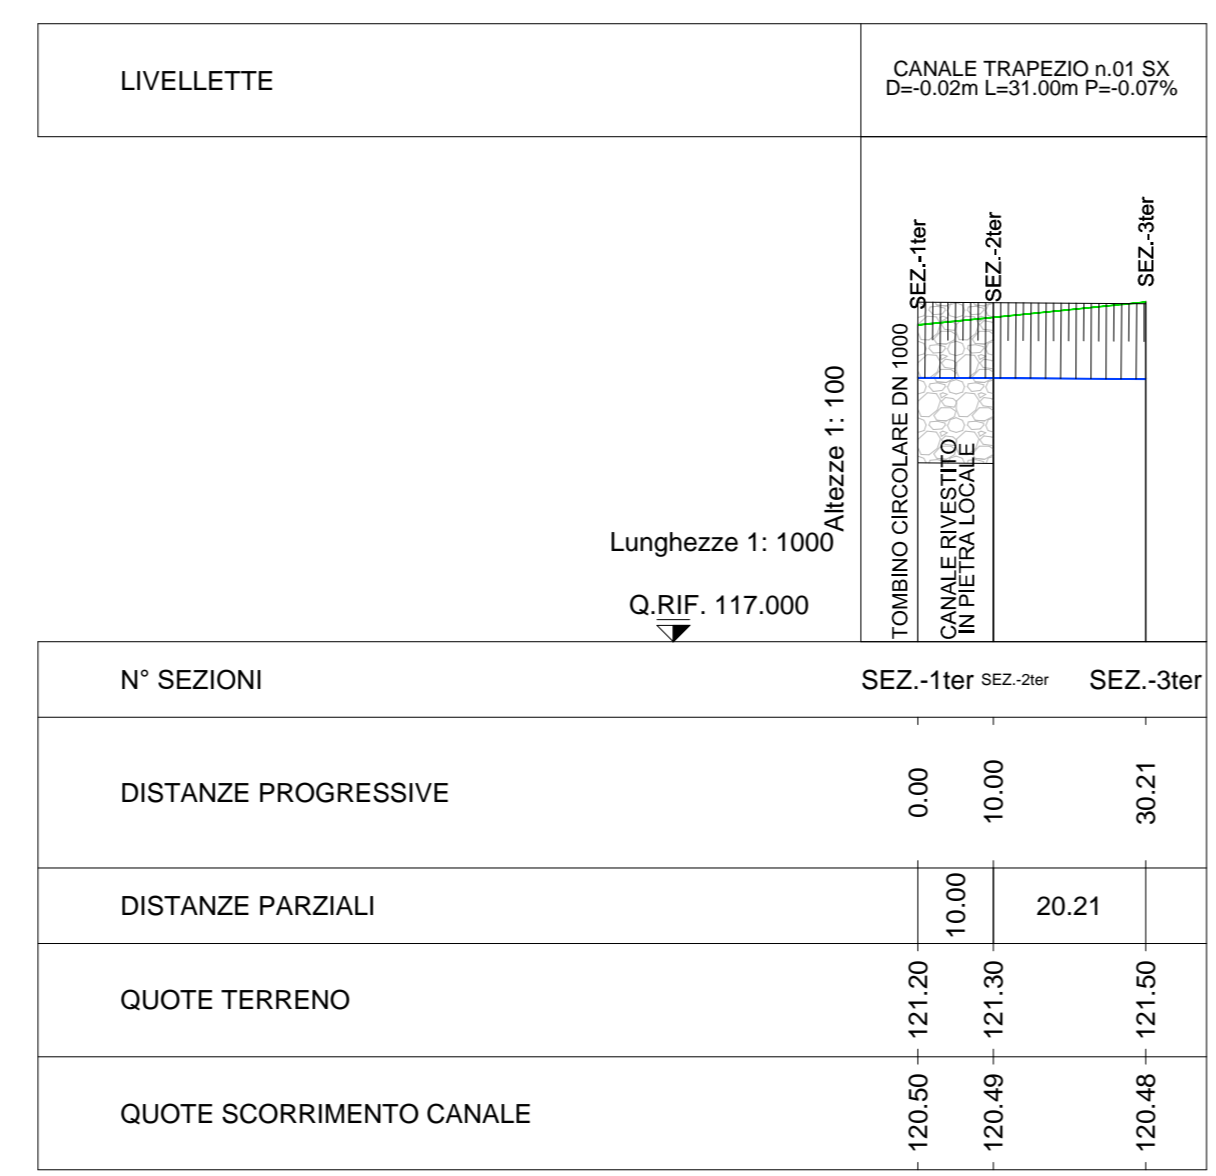 LIVELLETTE
CANALE TRAPEZIO n.01 SX
D=-0.02m L=31.00m P=-0.07%
SEZ.-1ter
SEZ.-2ter
SEZ.-3ter
Altezze 1: 100
Lunghezze 1: 1000
Q.RIF. 117.000
TOMBINO CIRCOLARE DN 1000
CANALE RIVESTITO
IN PIETRA LOCALE
N° SEZIONI SEZ.-1ter SEZ.-2ter SEZ.-3ter
DISTANZE PROGRESSIVE 0.00 10.00 30.21
DISTANZE PARZIALI 10.00 20.21
QUOTE TERRENO 121.20 121.30 121.50
QUOTE SCORRIMENTO CANALE 120.50 120.49 120.48